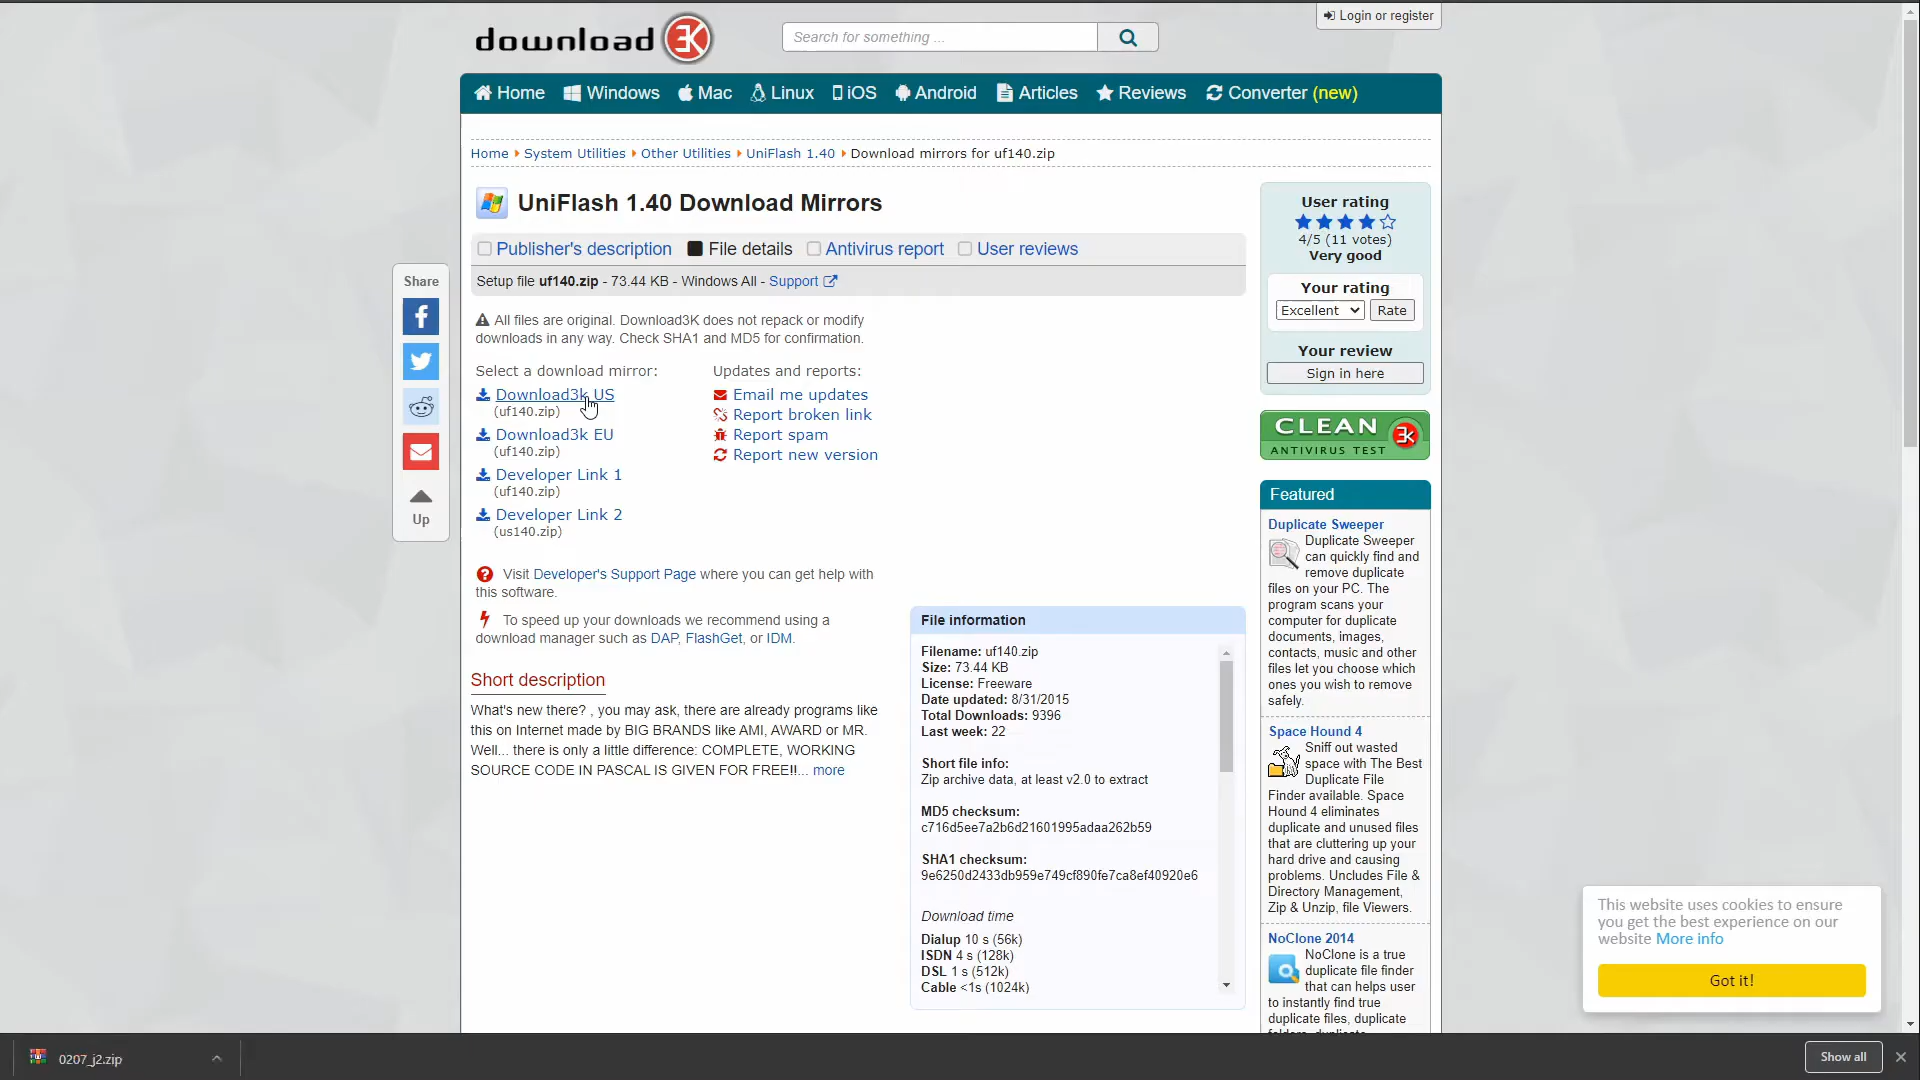 Login or register
download 3K
Search for something ...
Home Windows Mac Linux iOS Android Articles Reviews Converter (new)
Home System Utilities Other Utilities UniFlash 1.40 Download mirrors for uf140.zip
UniFlash 1.40 Download Mirrors
Publisher's description File details Antivirus report User reviews
Setup file uf140.zip - 73.44 KB - Windows All - Support
All files are original. Download3K does not repack or modify
downloads in any way. Check SHA1 and MD5 for confirmation.
Select a download mirror:
Download3k US
(uf140.zip)
Download3k EU
(uf140.zip)
Developer Link 1
(uf140.zip)
Developer Link 2
(us140.zip)
Updates and reports:
Email me updates
Report broken link
Report spam
Report new version
Visit Developer's Support Page where you can get help with
this software.
To speed up your downloads we recommend using a
download manager such as DAP, FlashGet, or IDM.
Short description
What's new there? , you may ask, there are already programs like
this on Internet made by BIG BRANDS like AMI, AWARD or MR.
Well... there is only a little difference: COMPLETE, WORKING
SOURCE CODE IN PASCAL IS GIVEN FOR FREE!!... more
File information
Filename: uf140.zip
Size: 73.44 KB
License: Freeware
Date updated: 8/31/2015
Total Downloads: 9396
Last week: 22
Short file info:
Zip archive data, at least v2.0 to extract
MD5 checksum:
c716d5ee7a2b6d21601995adaa262b59
SHA1 checksum:
9e6250d2433db959e749cf890fe7ca8ef40920e6
Download time
Dialup 10 s (56k)
ISDN 4 s (128k)
DSL 1 s (512k)
Cable <1s (1024k)
Share
Up
User rating
4/5 (11 votes)
Very good
Your rating
Excellent Rate
Your review
Sign in here
CLEAN 3k
ANTIVIRUS TEST
Featured
Duplicate Sweeper
Duplicate Sweeper
can quickly find and
remove duplicate
files on your PC. The
program scans your
computer for duplicate
documents, images,
contacts, music and other
files let you choose which
ones you wish to remove
safely.
Space Hound 4
Sniff out wasted
space with The Best
Duplicate File
Finder available. Space
Hound 4 eliminates
duplicate and unused files
that are cluttering up your
hard drive and causing
problems. Uncludes File &
Directory Management,
Zip & Unzip, file Viewers.
NoClone 2014
NoClone is a true
duplicate file finder
that can helps user
to instantly find true
duplicate files, duplicate
This website uses cookies to ensure
you get the best experience on our
website More info
Got it!
0207_j2.zip
Show all